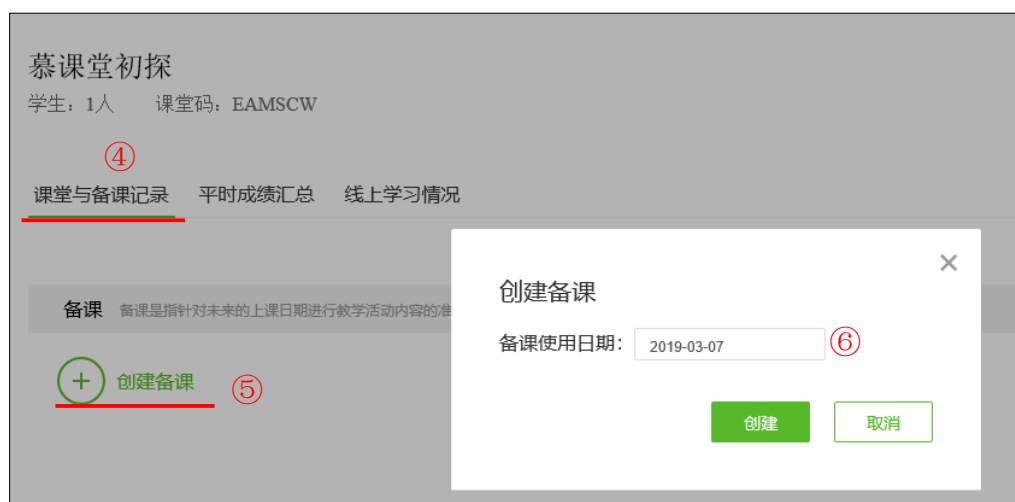 慕课堂初探
学生：1人 课堂码：EAMSCW
④
课堂与备课记录 平时成绩汇总 线上学习情况
备课 备课是指针对未来的上课日期进行教学活动内容的准
创建备课 ⑤
×
创建备课
备课使用日期： 2019-03-07 ⑥
创建 取消